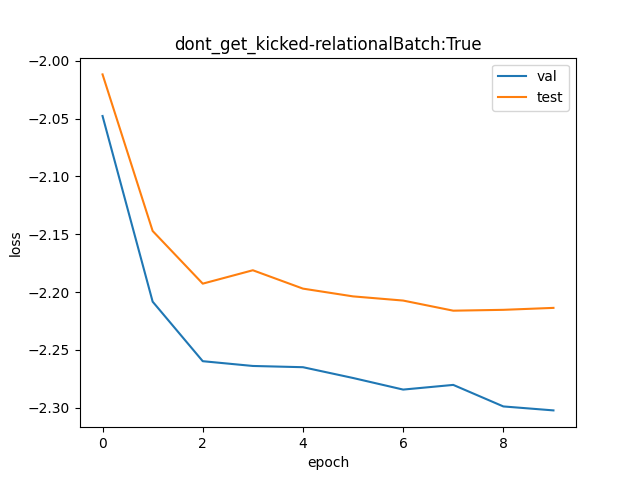 dont_get_kicked-relationalBatch:True
−2.00
−2.05
−2.10
−2.15
−2.20
−2.25
−2.30
loss
0
2
4
6
8
epoch
val
test